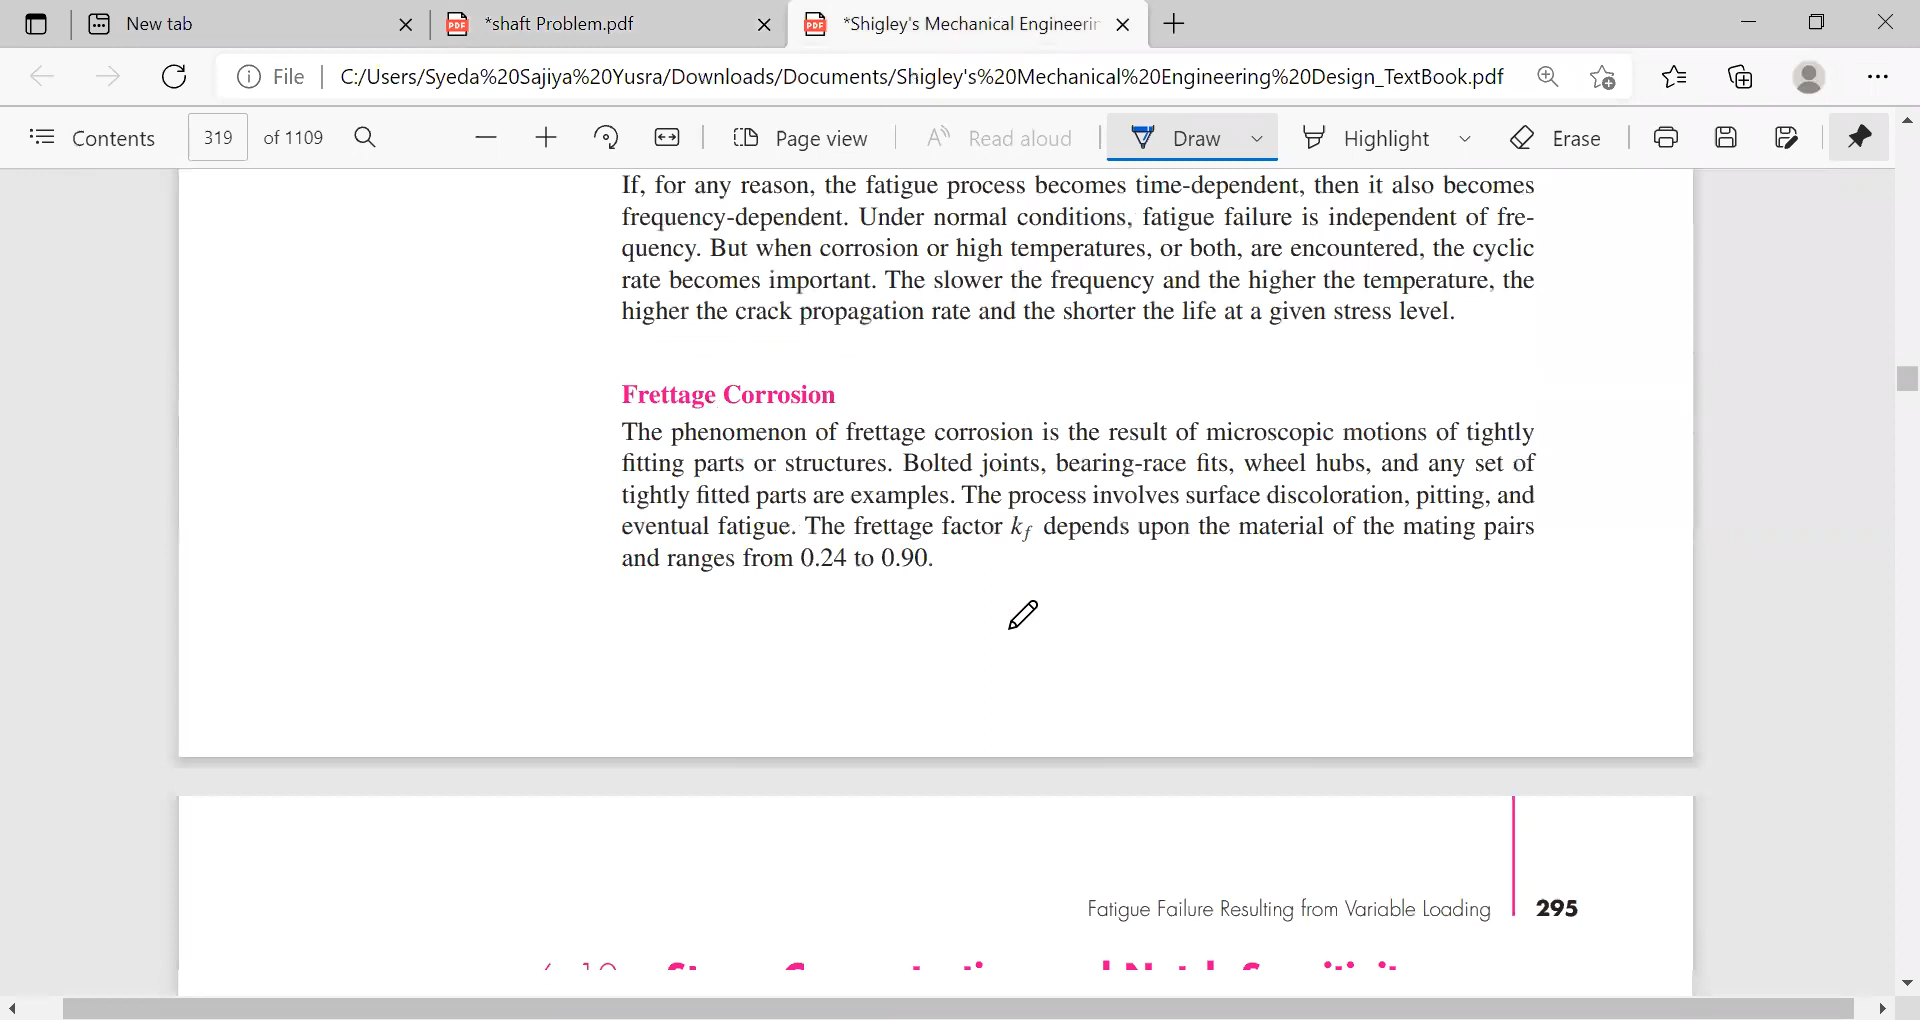 New tab
*shaft Problem.pdf
*Shigley's Mechanical Engineerin
File
C:/Users/Syeda%20Sajiya%20Yusra/Downloads/Documents/Shigley's%20Mechanical%20Engineering%20Design_TextBook.pdf
Contents
319
of 1109
Page view
Read aloud
Draw
Highlight
Erase
If, for any reason, the fatigue process becomes time-dependent, then it also becomes
frequency-dependent. Under normal conditions, fatigue failure is independent of fre-
quency. But when corrosion or high temperatures, or both, are encountered, the cyclic
rate becomes important. The slower the frequency and the higher the temperature, the
higher the crack propagation rate and the shorter the life at a given stress level.
Frettage Corrosion
The phenomenon of frettage corrosion is the result of microscopic motions of tightly
fitting parts or structures. Bolted joints, bearing-race fits, wheel hubs, and any set of
tightly fitted parts are examples. The process involves surface discoloration, pitting, and
eventual fatigue. The frettage factor kf depends upon the material of the mating pairs
and ranges from 0.24 to 0.90.
Fatigue Failure Resulting from Variable Loading
295